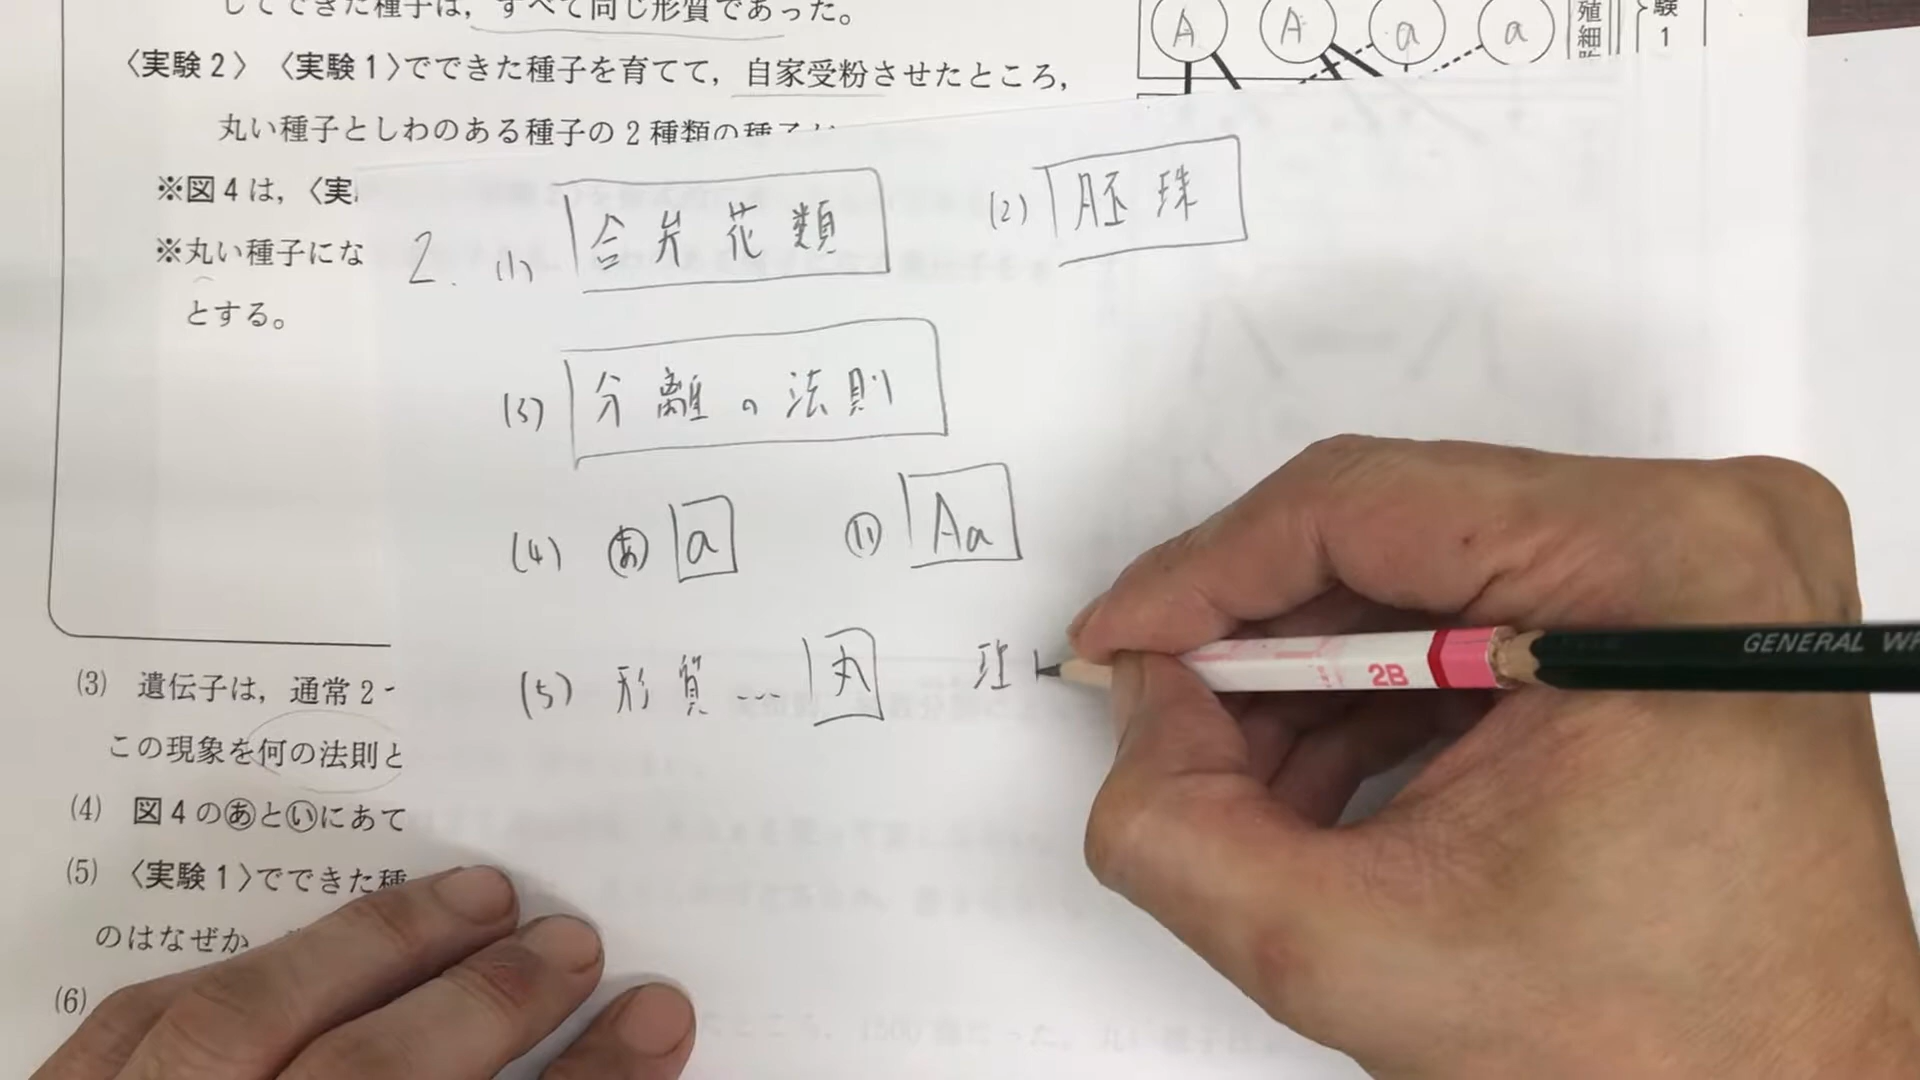 してできた種子は，すべて同じ形質であった。
〈実験2〉〈実験1〉でできた種子を育てて，自家受粉させたところ，
丸い種子としわのある種子の2種類の種子
※図4は，〈実
※丸い種子にな
とする。
A A a a
殖細胞
験1
2. (1) 合弁花類 (2) 胚珠
(3) 分離の法則
(4) あ a い Aa
(5) 形質…丸
(3) 遺伝子は，通常2
この現象を何の法則と
(4) 図4のあといにあて
(5) 〈実験1〉でできた種
のはなぜか
(6)
2B
GENERAL WR